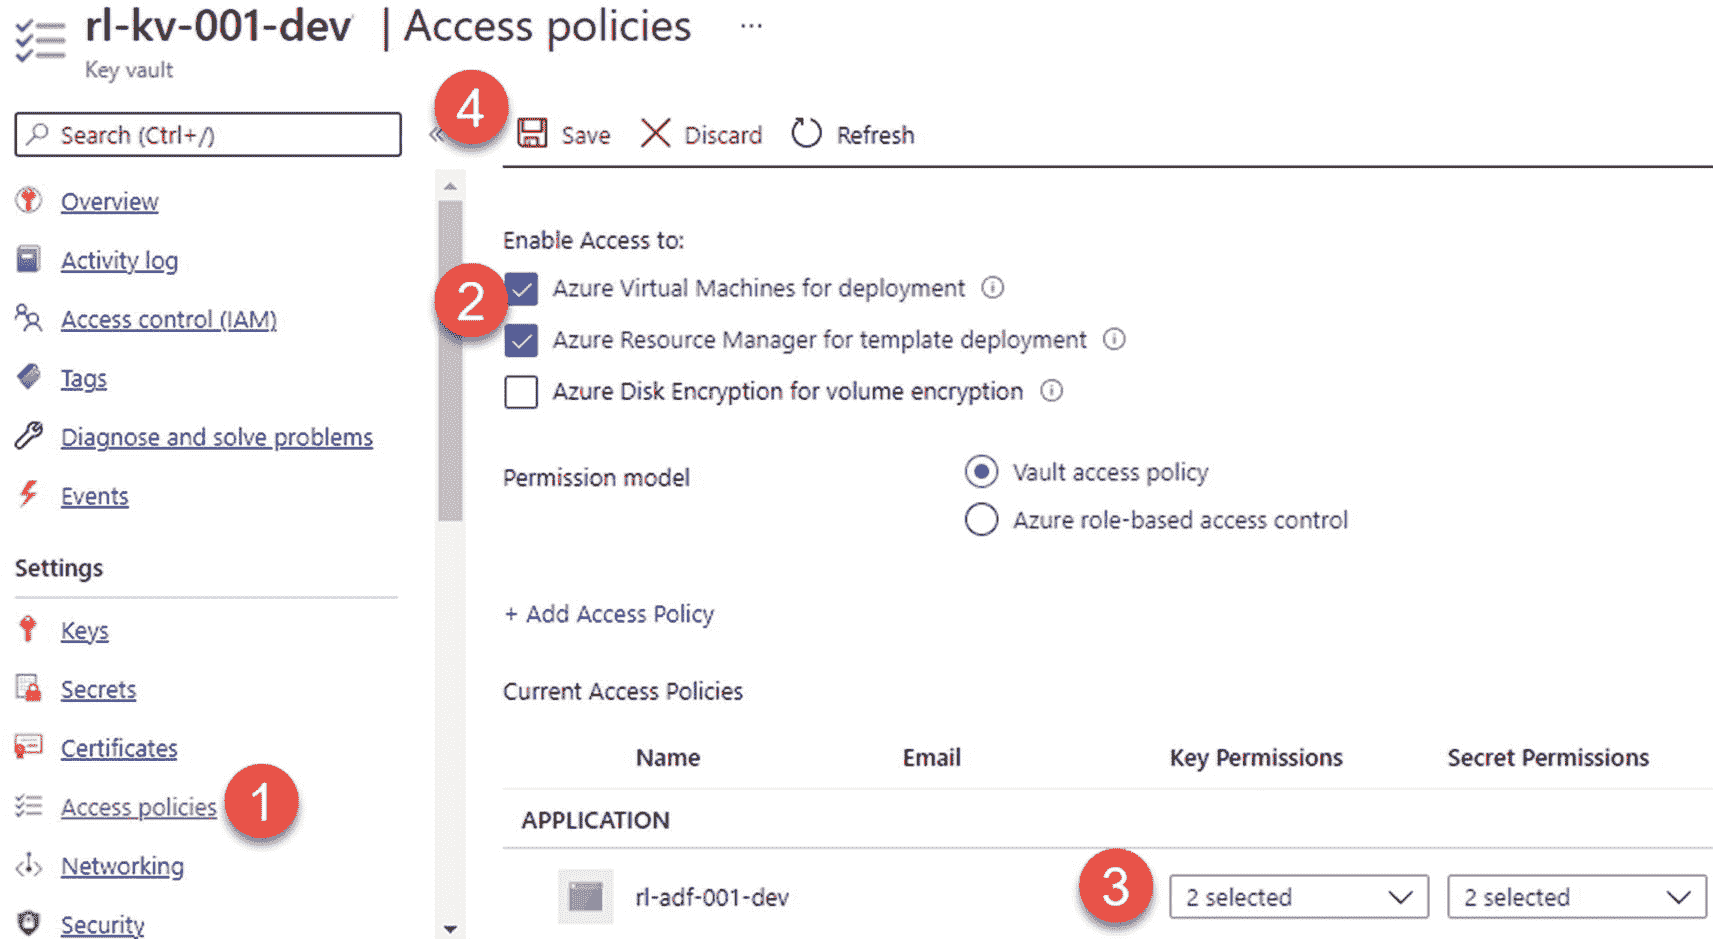 rl-kv-001-dev | Access policies ...
Key vault
Search (Ctrl+/)
«
4
Save Discard Refresh
Overview
Activity log
Access control (IAM)
Tags
Diagnose and solve problems
Events
Settings
Keys
Secrets
Certificates
Access policies 1
Networking
Security
Enable Access to:
2
Azure Virtual Machines for deployment
Azure Resource Manager for template deployment
Azure Disk Encryption for volume encryption
Permission model
Vault access policy
Azure role-based access control
+ Add Access Policy
Current Access Policies
Name Email Key Permissions Secret Permissions
APPLICATION
rl-adf-001-dev 3 2 selected 2 selected